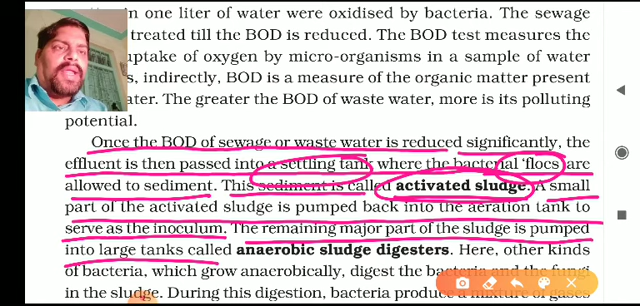 in one liter of water were oxidised by bacteria. The sewage
treated till the BOD is reduced. The BOD test measures the
uptake of oxygen by micro-organisms in a sample of water
indirectly, BOD is a measure of the organic matter present
The greater the BOD of waste water, more is its polluting
potential.
Once the BOD of sewage or waste water is reduced significantly, the
effluent is then passed into a settling tank where the bacterial ‘flocs’ are
allowed to sediment. This sediment is called activated sludge. A small
part of the activated sludge is pumped back into the aeration tank to
serve as the inoculum. The remaining major part of the sludge is pumped
into large tanks called anaerobic sludge digesters. Here, other kinds
of bacteria, which grow anaerobically, digest the bacteria and the fungi
in the sludge. During this digestion, bacteria produce a mixture of gases